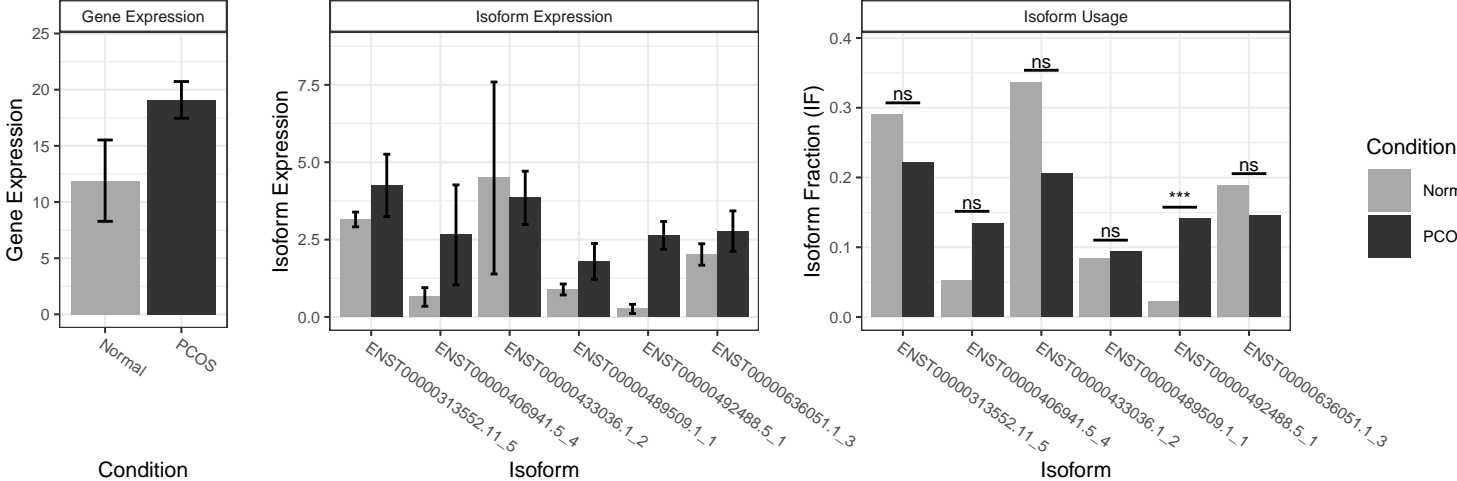 Gene Expression
Isoform Expression
Isoform Usage
Gene Expression
25
20
15
10
5
0
Normal
PCOS
Condition
Isoform Expression
7.5
5.0
2.5
0.0
ENST00000313552.11_5
ENST00000406941.5_4
ENST00000433036.1_2
ENST00000489509.1_1
ENST00000492488.5_1
ENST00000636051.1_3
Isoform
Isoform Fraction (IF)
0.4
0.3
0.2
0.1
0.0
ns
ns
ns
ns
***
ns
ENST00000313552.11_5
ENST00000406941.5_4
ENST00000433036.1_2
ENST00000489509.1_1
ENST00000492488.5_1
ENST00000636051.1_3
Isoform
Condition